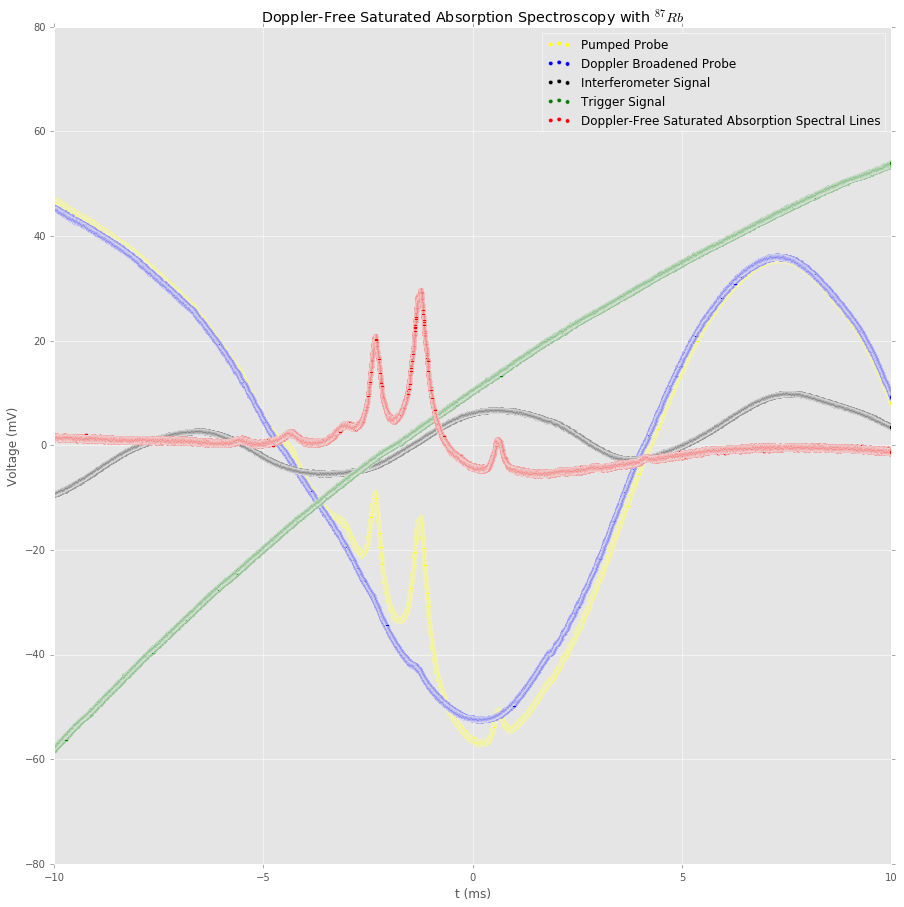 Doppler-Free Saturated Absorption Spectroscopy with ⁸⁷Rb
80
60
40
20
0
−20
−40
−60
−80
Voltage (mV)
Pumped Probe
Doppler Broadened Probe
Interferometer Signal
Trigger Signal
Doppler-Free Saturated Absorption Spectral Lines
−10
−5
0
5
10
t (ms)